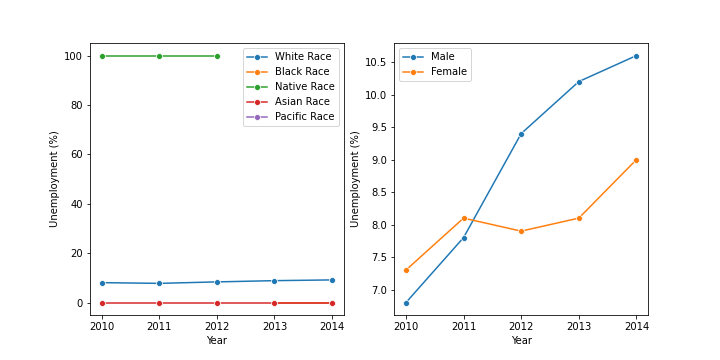 100
80
60
40
20
0
Unemployment (%)
2010 2011 2012 2013 2014
Year
White Race
Black Race
Native Race
Asian Race
Pacific Race
10.5
10.0
9.5
9.0
8.5
8.0
7.5
7.0
Unemployment (%)
2010 2011 2012 2013 2014
Year
Male
Female